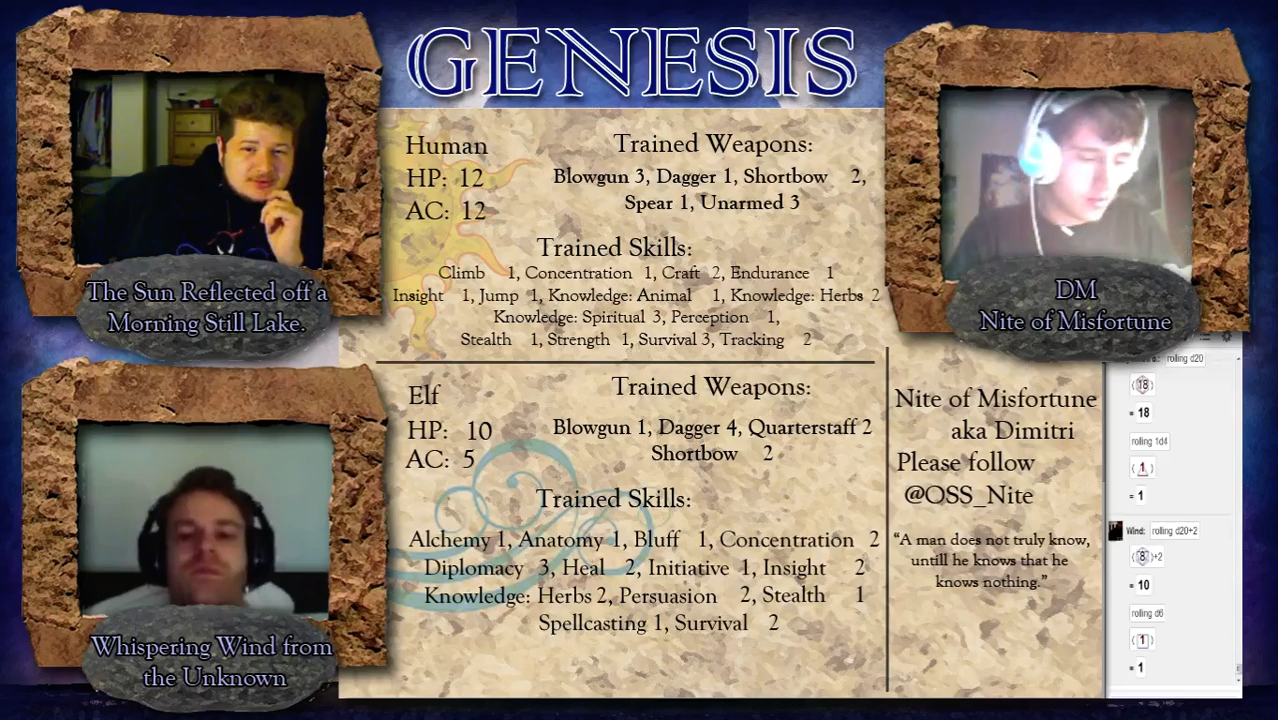 GENESIS
The Sun Reflected off a
Morning Still Lake.
Human
HP: 12
AC: 12
Trained Weapons:
Blowgun 3, Dagger 1, Shortbow 2,
Spear 1, Unarmed 3
Trained Skills:
Climb 1, Concentration 1, Craft 2, Endurance 1
Insight 1, Jump 1, Knowledge: Animal 1, Knowledge: Herbs 2
Knowledge: Spiritual 3, Perception 1,
Stealth 1, Strength 1, Survival 3, Tracking 2
DM
Nite of Misfortune
Whispering Wind from
the Unknown
Elf
HP: 10
AC: 5
Trained Weapons:
Blowgun 1, Dagger 4, Quarterstaff 2
Shortbow 2
Trained Skills:
Alchemy 1, Anatomy 1, Bluff 1, Concentration 2
Diplomacy 3, Heal 2, Initiative 1, Insight 2
Knowledge: Herbs 2, Persuasion 2, Stealth 1
Spellcasting 1, Survival 2
Nite of Misfortune
aka Dimitri
Please follow
@OSS_Nite
“A man does not truly know,
untill he knows that he
knows nothing.”
rolling d20
(18)
= 18
rolling 1d4
(1)
= 1
Wind: rolling d20+2
(8)+2
= 10
rolling d6
(1)
= 1